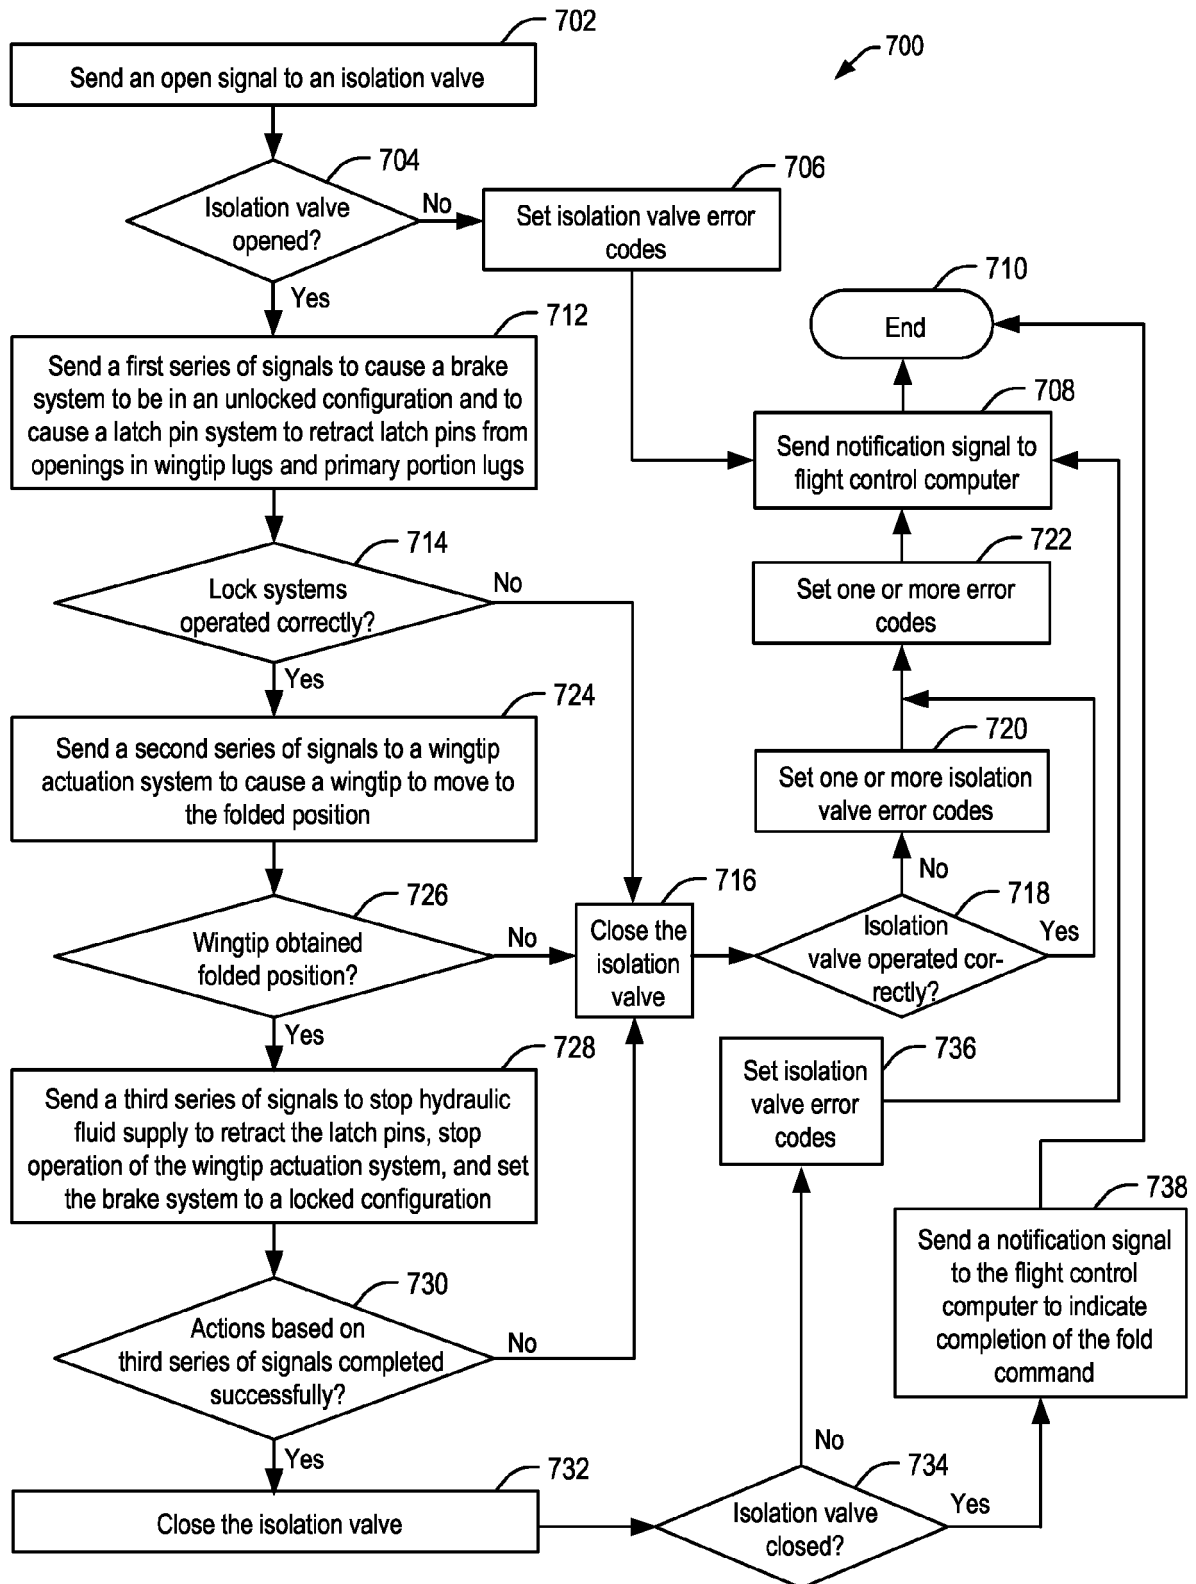 702
Send an open signal to an isolation valve
700
704
Isolation valve
opened?
No
Yes
706
Set isolation valve error
codes
710
End
712
Send a first series of signals to cause a brake
system to be in an unlocked configuration and to
cause a latch pin system to retract latch pins from
openings in wingtip lugs and primary portion lugs
708
Send notification signal to
flight control computer
714
Lock systems
operated correctly?
No
Yes
722
Set one or more error
codes
724
Send a second series of signals to a wingtip
actuation system to cause a wingtip to move to
the folded position
720
Set one or more isolation
valve error codes
726
Wingtip obtained
folded position?
No
Yes
716
Close the
isolation
valve
No
718
Isolation
valve operated cor-
rectly?
Yes
728
Send a third series of signals to stop hydraulic
fluid supply to retract the latch pins, stop
operation of the wingtip actuation system, and set
the brake system to a locked configuration
736
Set isolation
valve error
codes
730
Actions based on
third series of signals completed
successfully?
No
Yes
738
Send a notification signal
to the flight control
computer to indicate
completion of the fold
command
732
Close the isolation valve
No
734
Isolation valve
closed?
Yes